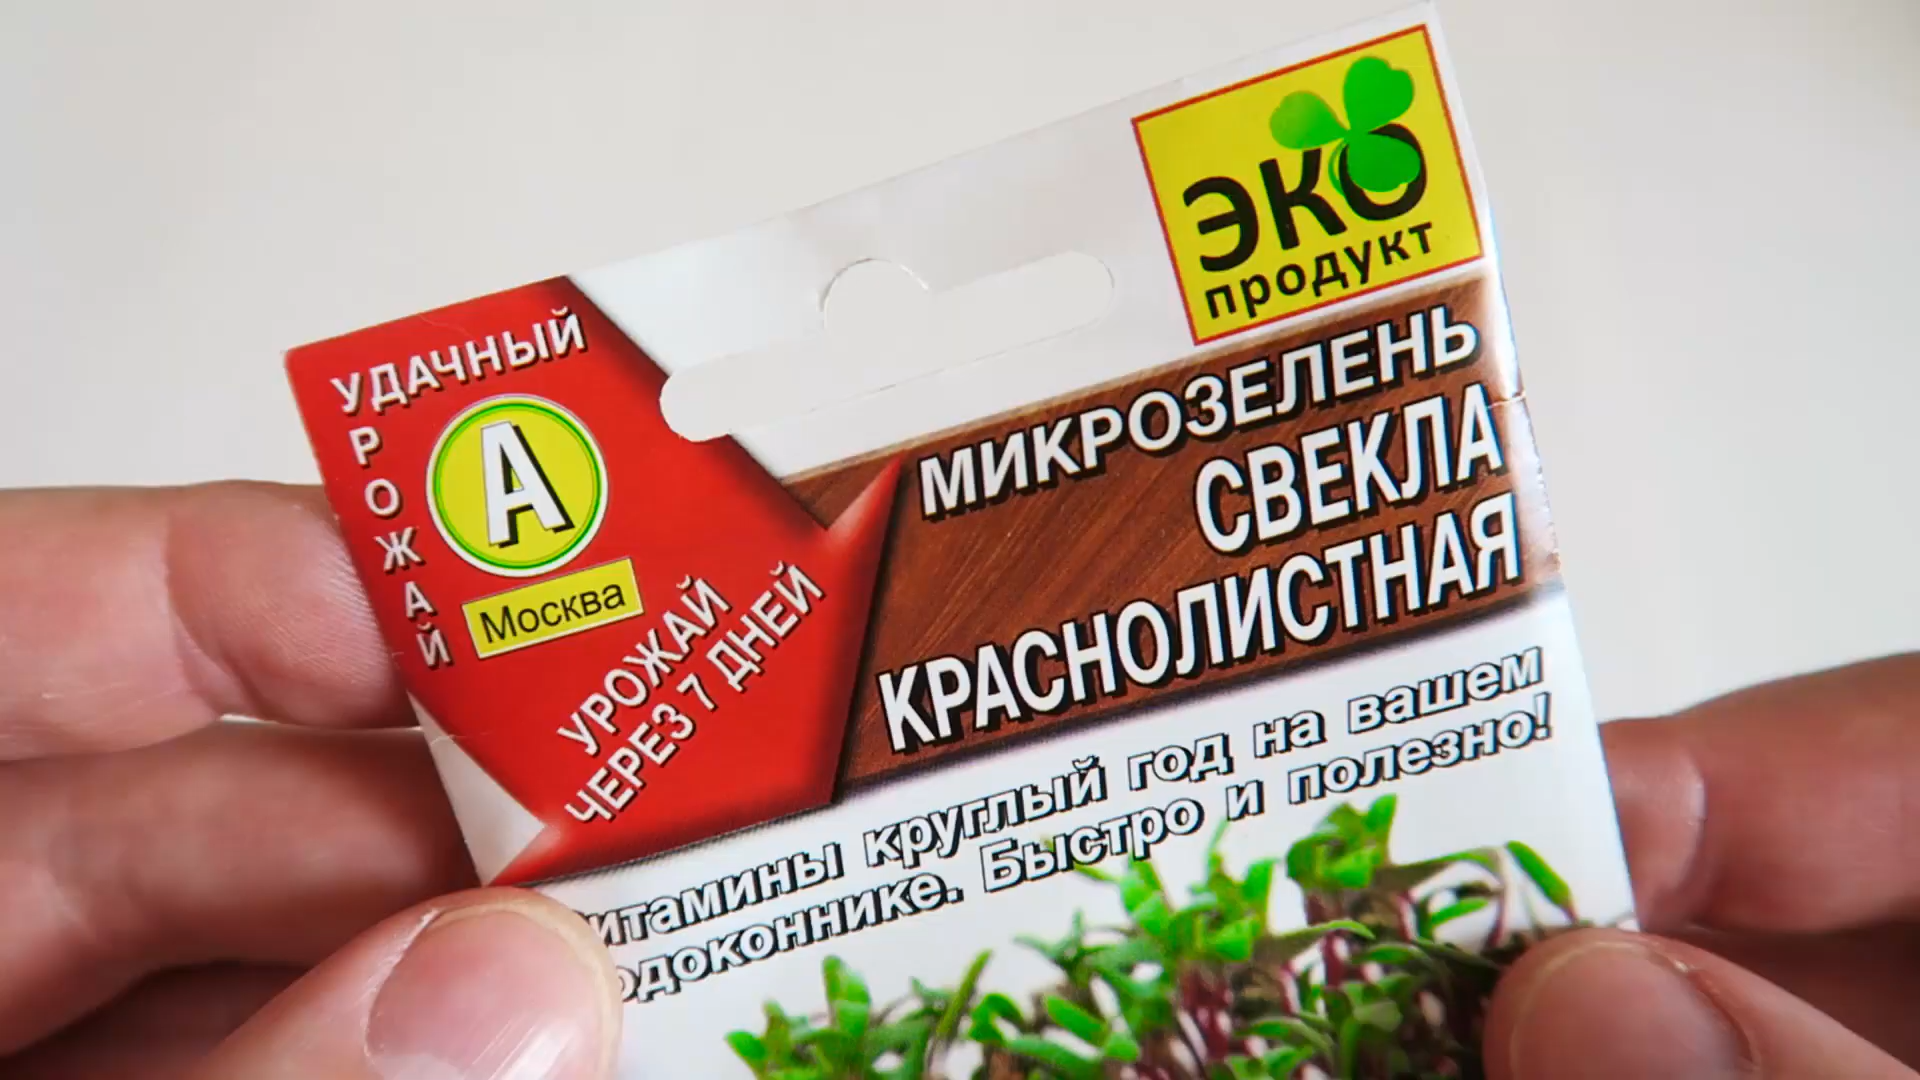 УДАЧНЫЙ
УРОЖАЙ
А
Москва
УРОЖАЙ
ЧЕРЕЗ 7 ДНЕЙ
ЭКО
продукт
МИКРОЗЕЛЕНЬ
СВЕКЛА
КРАСНОЛИСТНАЯ
итамины круглый год на вашем
одоконнике. Быстро и полезно!